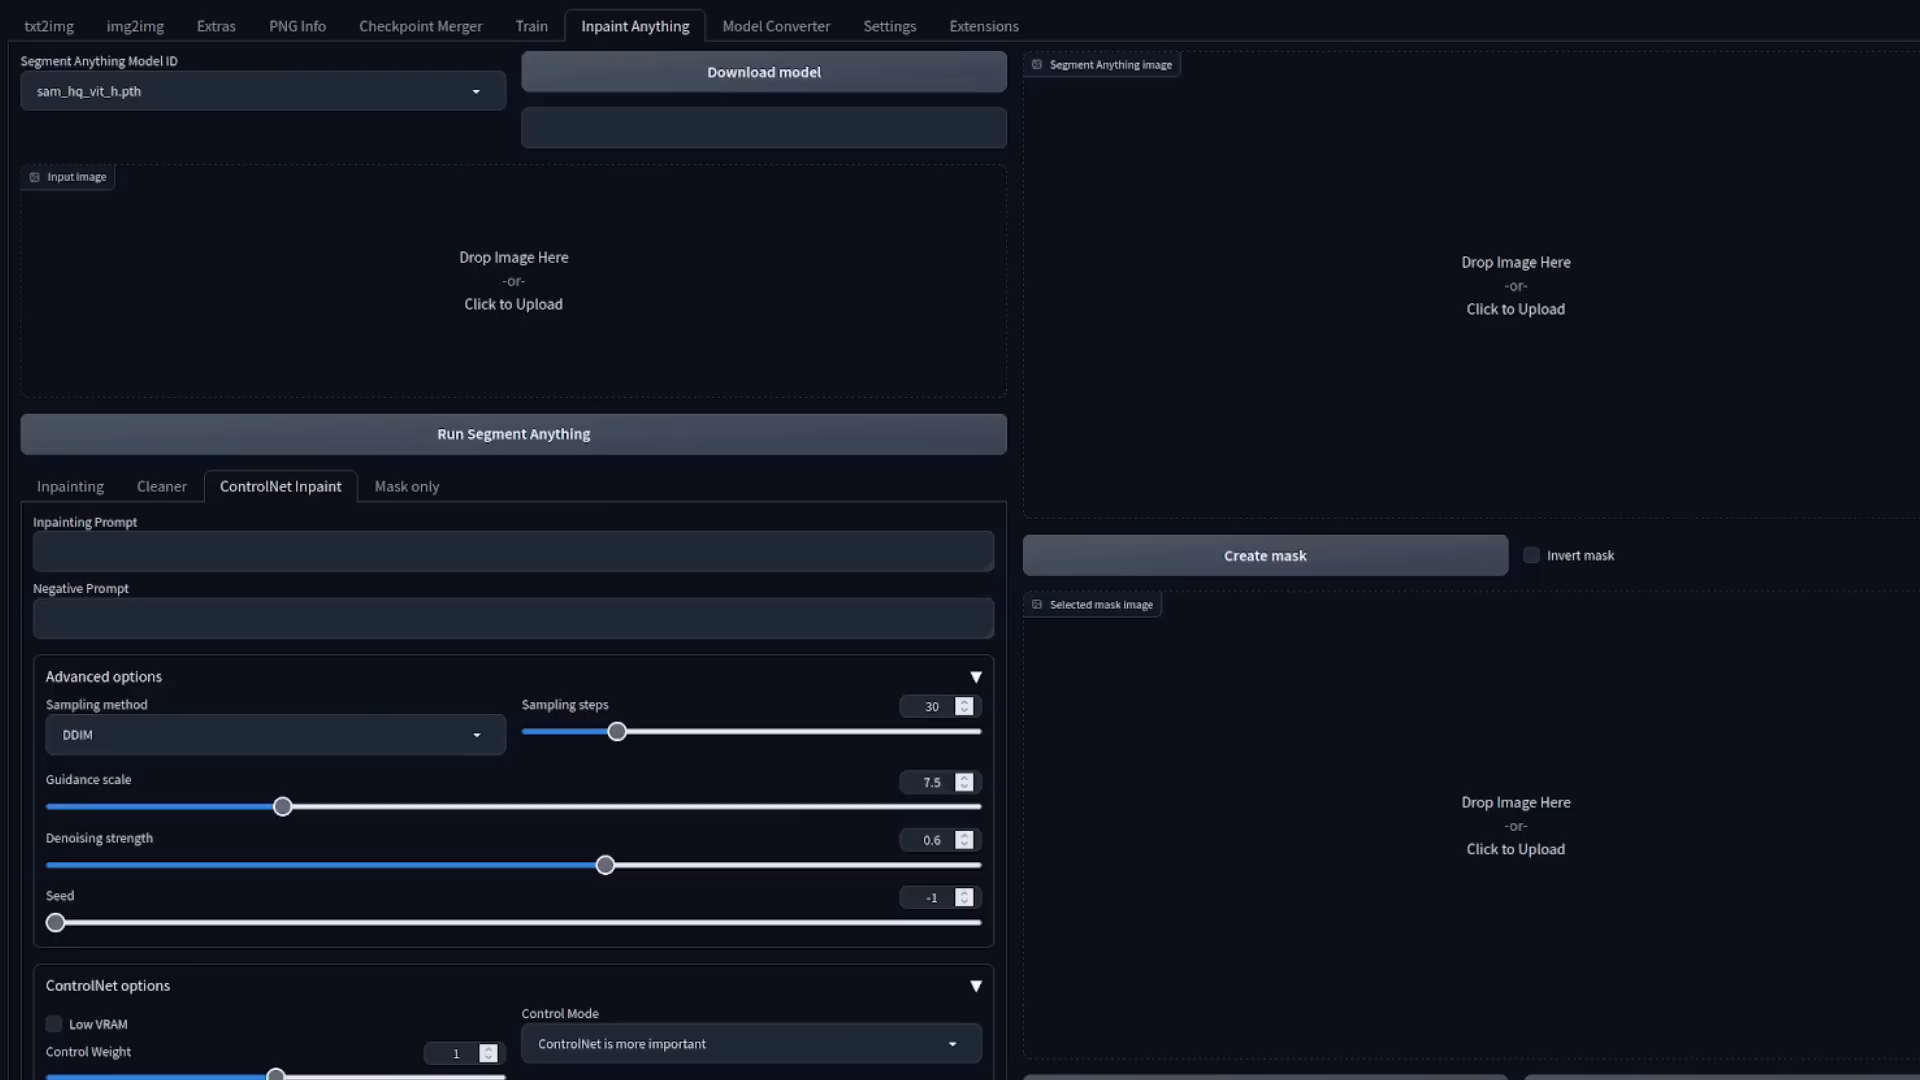 txt2img img2img Extras PNG Info Checkpoint Merger Train Inpaint Anything Model Converter Settings Extensions
Segment Anything Model ID
sam_hq_vit_h.pth
Download model
Input Image
Drop Image Here
-or-
Click to Upload
Run Segment Anything
Inpainting Cleaner ControlNet Inpaint Mask only
Inpainting Prompt
Negative Prompt
Advanced options ▼
Sampling method
DDIM
Sampling steps 30
Guidance scale 7.5
Denoising strength 0.6
Seed -1
ControlNet options ▼
Low VRAM
Control Weight 1
Control Mode
ControlNet is more important
Segment Anything image
Drop Image Here
-or-
Click to Upload
Create mask Invert mask
Selected mask image
Drop Image Here
-or-
Click to Upload